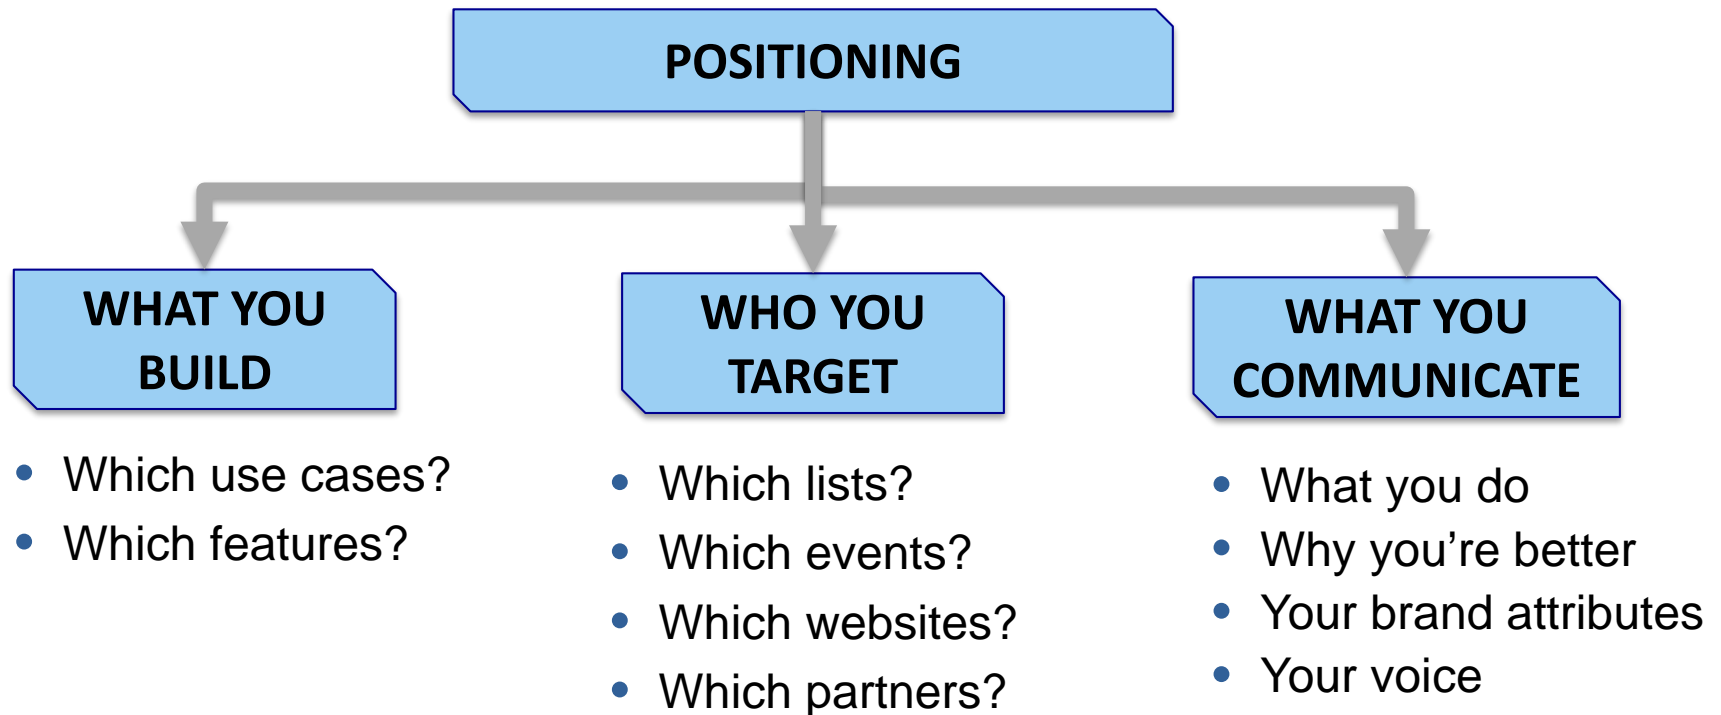 POSITIONING
WHAT YOU
BUILD
• Which use cases?
• Which features?
WHO YOU
TARGET
• Which lists?
• Which events?
• Which websites?
• Which partners?
WHAT YOU
COMMUNICATE
• What you do
• Why you’re better
• Your brand attributes
• Your voice